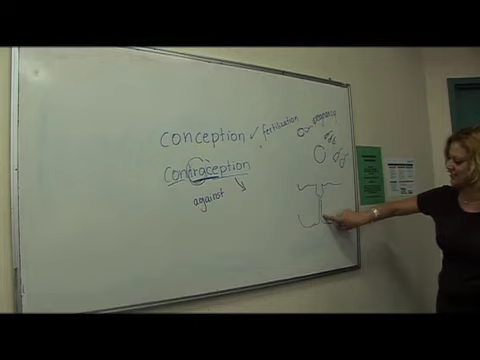 conception ✓ fertilization
pregnancy
Contraception
against